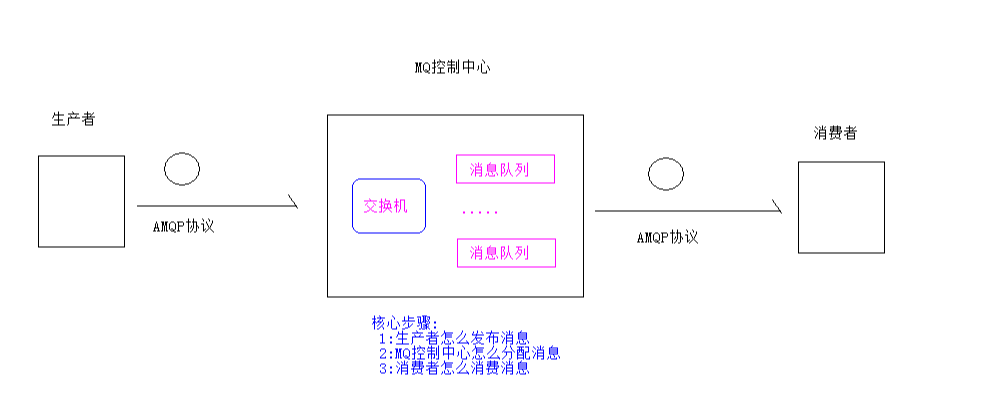 MQ控制中心
生产者
消费者
消息队列
交换机
.....
AMQP协议
AMQP协议
消息队列
核心步骤:
1:生产者怎么发布消息
2:MQ控制中心怎么分配消息
3:消费者怎么消费消息